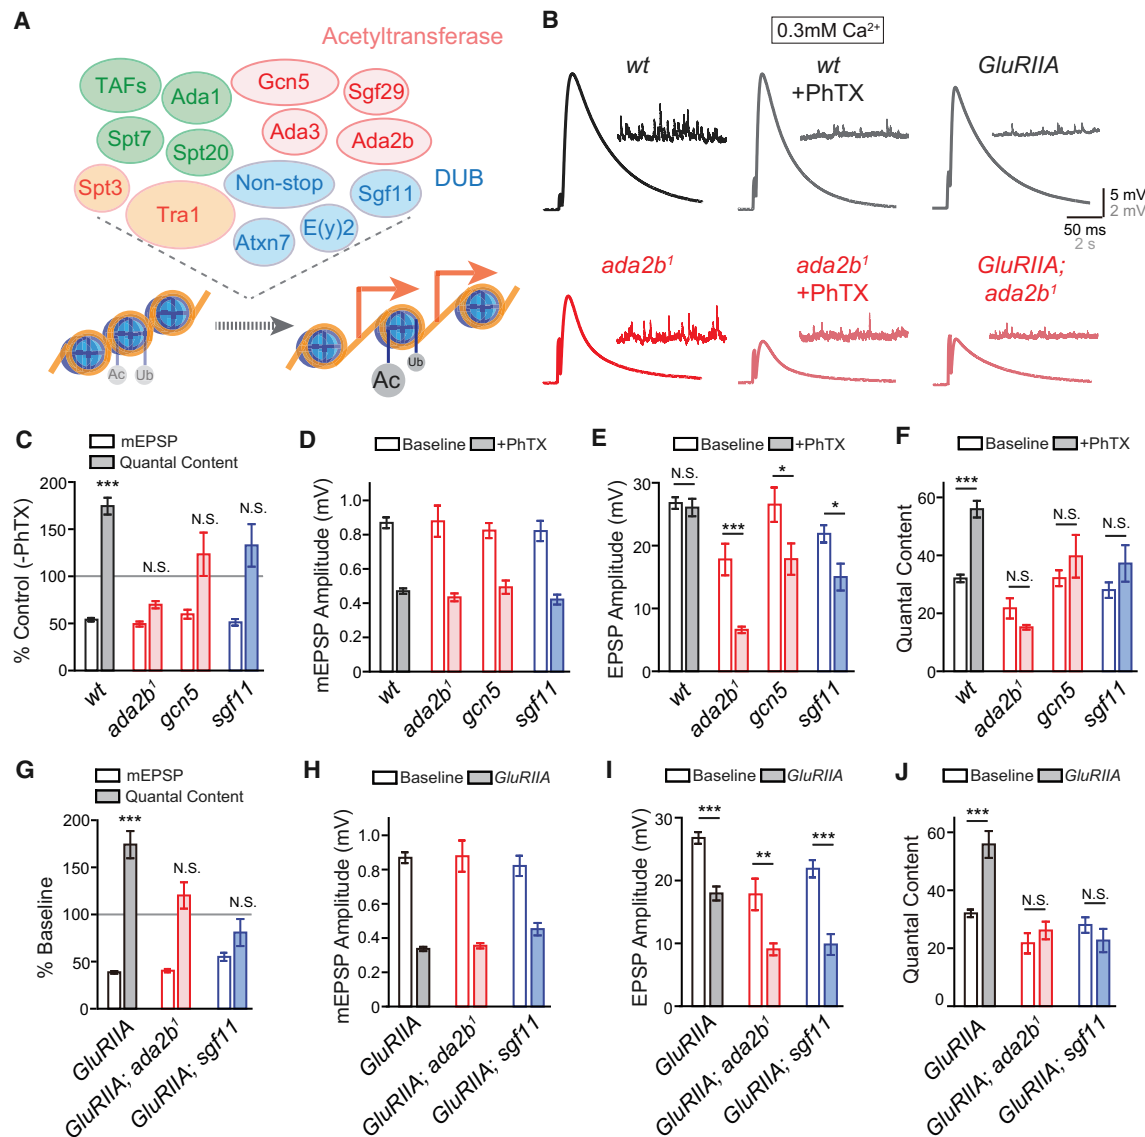 A
Acetyltransferase
TAFs
Ada1
Gcn5
Sgf29
Spt7
Spt20
Ada3
Ada2b
Spt3
Tra1
Non-stop
Sgf11
DUB
Atxn7
E(y)2
Ac
Ub
Ac
Ub
B
0.3mM Ca²⁺
wt
wt
+PhTX
GluRIIA
5 mV
2 mV
50 ms
2 s
ada2b¹
ada2b¹
+PhTX
GluRIIA;
ada2b¹
C
mEPSP
Quantal Content
% Control (-PhTX)
200
150
100
50
0
***
N.S.
N.S.
N.S.
wt
ada2b¹
gcn5
sgf11
D
Baseline
+PhTX
mEPSP Amplitude (mV)
1.0
0.8
0.6
0.4
0.2
0
wt
ada2b¹
gcn5
sgf11
E
Baseline
+PhTX
EPSP Amplitude (mV)
30
20
10
0
N.S.
***
*
*
wt
ada2b¹
gcn5
sgf11
F
Baseline
+PhTX
Quantal Content
60
40
20
0
***
N.S.
N.S.
N.S.
wt
ada2b¹
gcn5
sgf11
G
mEPSP
Quantal Content
% Baseline
200
150
100
50
0
***
N.S.
N.S.
GluRIIA
GluRIIA; ada2b¹
GluRIIA; sgf11
H
Baseline
GluRIIA
mEPSP Amplitude (mV)
1.0
0.8
0.6
0.4
0.2
0
GluRIIA
GluRIIA; ada2b¹
GluRIIA; sgf11
I
Baseline
GluRIIA
EPSP Amplitude (mV)
30
20
10
0
***
**
***
GluRIIA
GluRIIA; ada2b¹
GluRIIA; sgf11
J
Baseline
GluRIIA
Quantal Content
60
40
20
0
***
N.S.
N.S.
GluRIIA
GluRIIA; ada2b¹
GluRIIA; sgf11